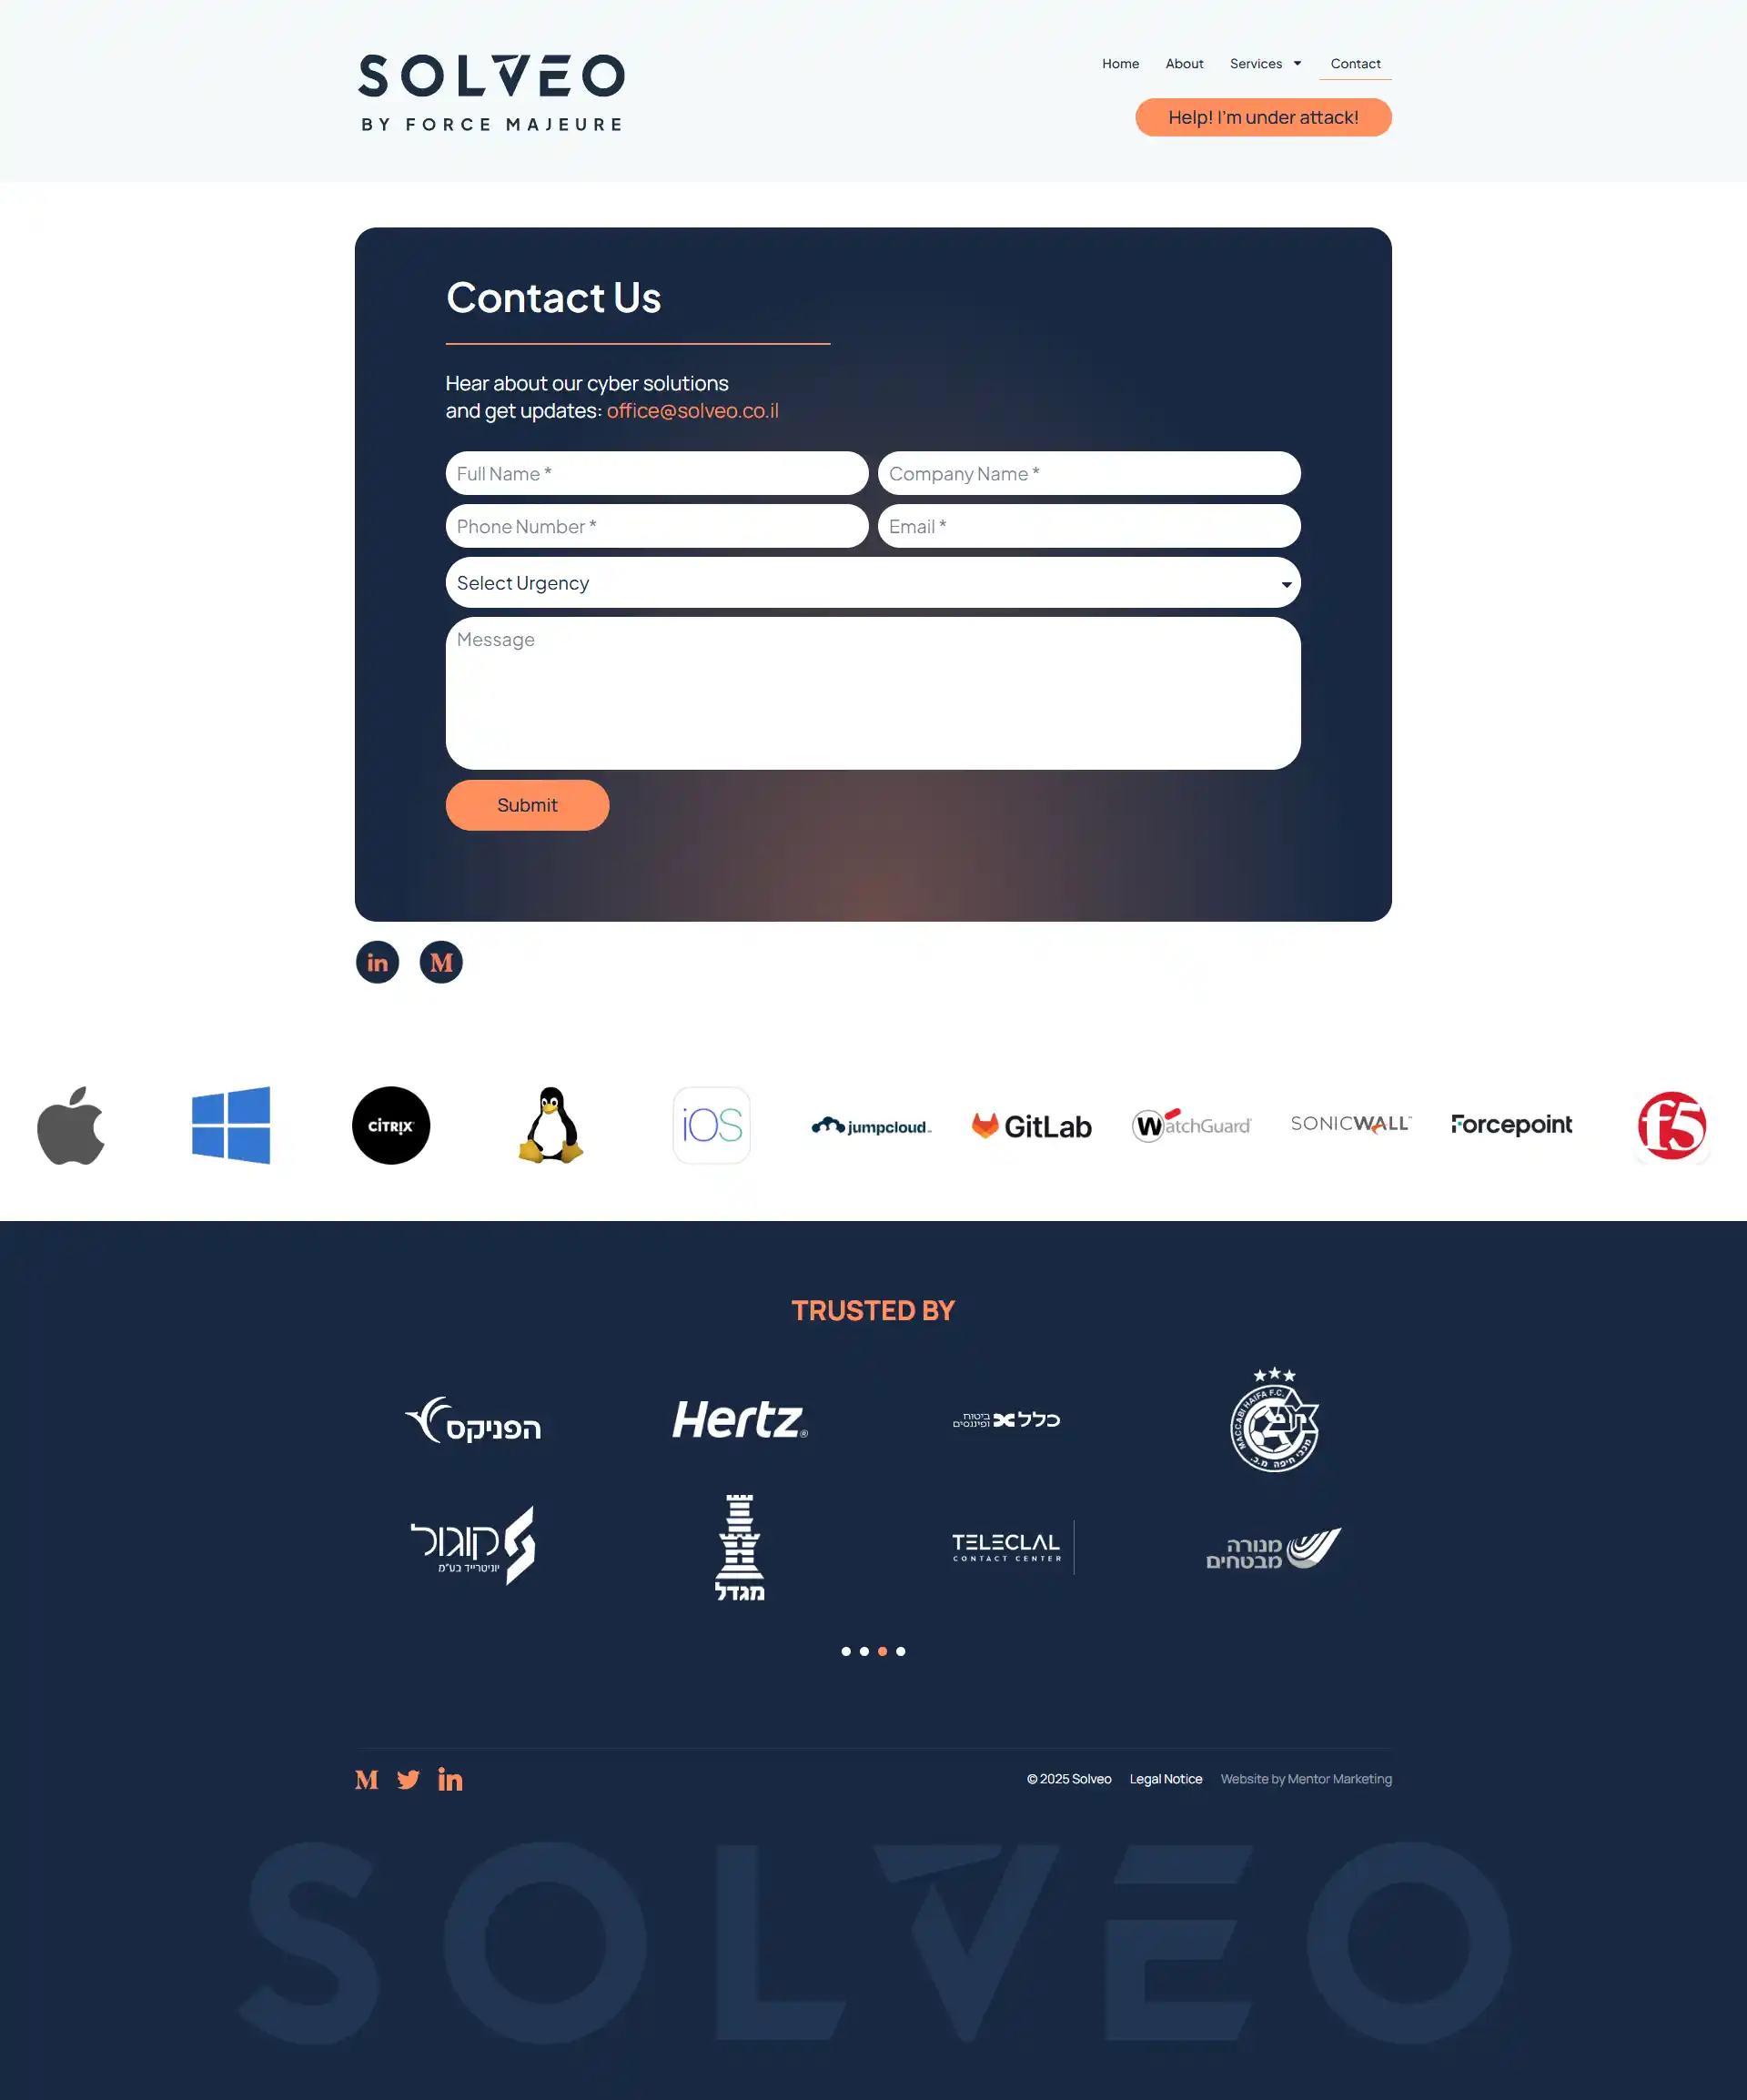 SOLVEO
BY FORCE MAJEURE
Home About Services Contact
Help! I'm under attack!
Contact Us
Hear about our cyber solutions
and get updates: office@solveo.co.il
Full Name * Company Name *
Phone Number * Email *
Select Urgency
Message
Submit
in M
CITRIX iOS jumpcloud GitLab WatchGuard SONICWALL Forcepoint f5
TRUSTED BY
הפניקס Hertz® כלל ביטוח ופיננסים MACCABI HAIFA F.C. מכבי חיפה מ.כ.
קוגול יוניטרייד בע"מ
מגדל
TELECLAL
CONTACT CENTER
מנורה
מבטחים
M in © 2025 Solveo Legal Notice Website by Mentor Marketing
SOLVEO